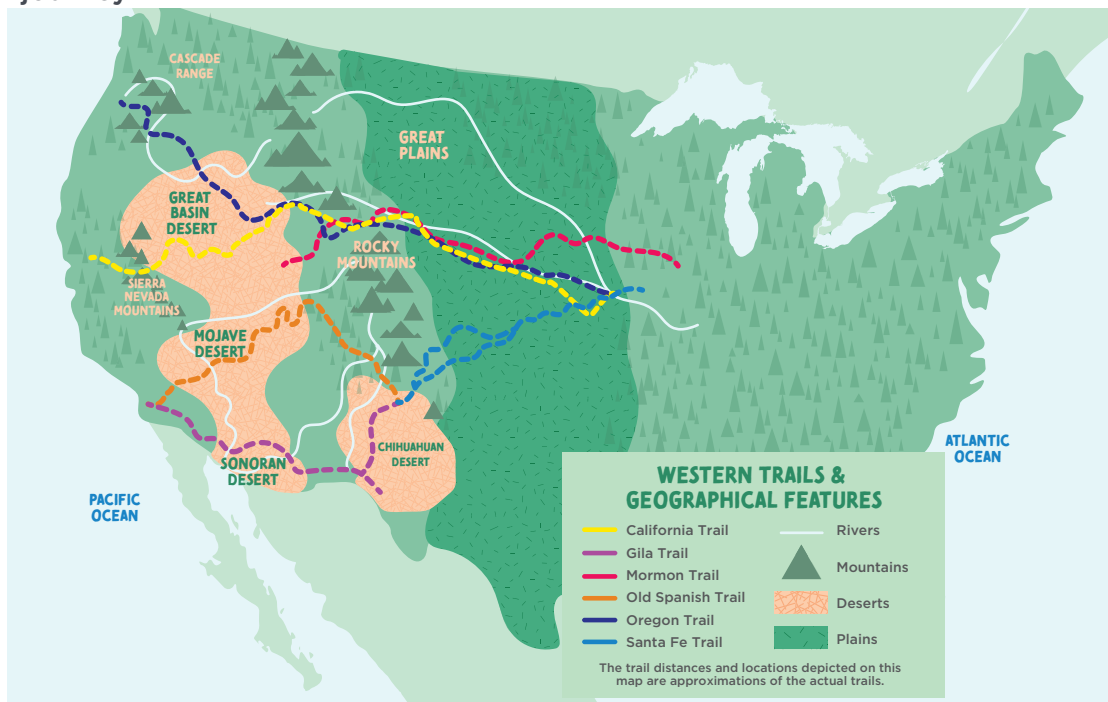 CASCADE
RANGE
GREAT
PLAINS
GREAT
BASIN
DESERT
ROCKY
MOUNTAINS
SIERRA
NEVADA
MOUNTAINS
MOJAVE
DESERT
CHIHUAHUAN
DESERT
SONORAN
DESERT
PACIFIC
OCEAN
ATLANTIC
OCEAN
WESTERN TRAILS &
GEOGRAPHICAL FEATURES
California Trail
Gila Trail
Mormon Trail
Old Spanish Trail
Oregon Trail
Santa Fe Trail
Rivers
Mountains
Deserts
Plains
The trail distances and locations depicted on this
map are approximations of the actual trails.